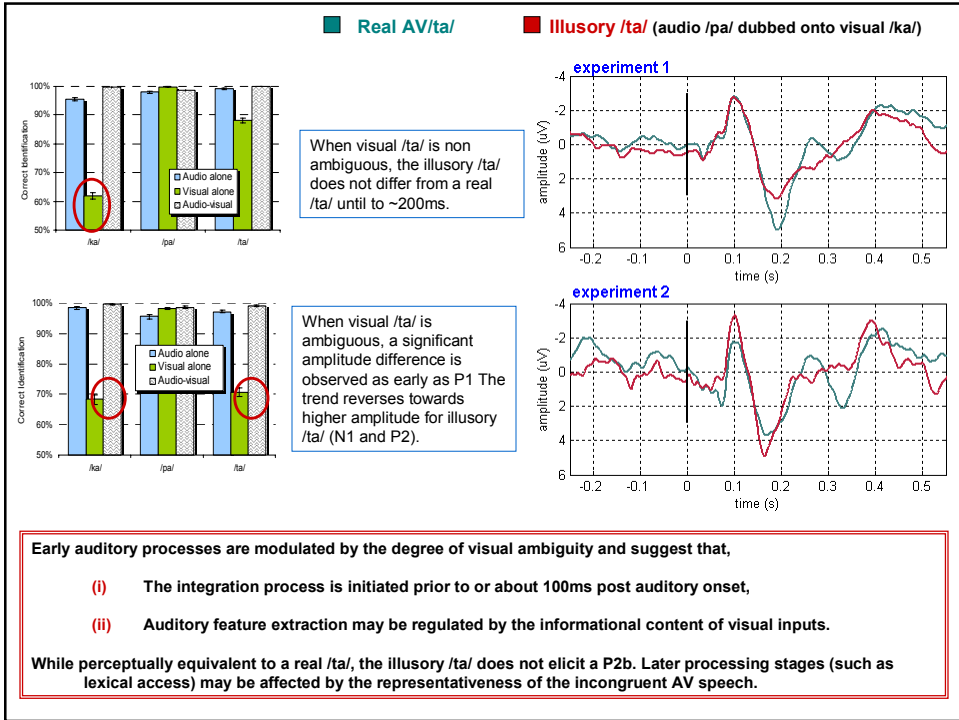 Real AV/ta/
Illusory /ta/ (audio /pa/ dubbed onto visual /ka/)
100%
90%
80%
70%
60%
50%
Correct Identification
Audio alone
Visual alone
Audio-visual
/ka/
/pa/
/ta/
When visual /ta/ is non
ambiguous, the illusory /ta/
does not differ from a real
/ta/ until to ~200ms.
experiment 1
-4
-2
0
2
4
6
amplitude (uV)
-0.2
-0.1
0
0.1
0.2
0.3
0.4
0.5
time (s)
100%
90%
80%
70%
60%
50%
Correct Identification
Audio alone
Visual alone
Audio-visual
/ka/
/pa/
/ta/
When visual /ta/ is
ambiguous, a significant
amplitude difference is
observed as early as P1 The
trend reverses towards
higher amplitude for illusory
/ta/ (N1 and P2).
experiment 2
-4
-2
0
2
4
6
amplitude (uV)
-0.2
-0.1
0
0.1
0.2
0.3
0.4
0.5
time (s)
Early auditory processes are modulated by the degree of visual ambiguity and suggest that,
(i) The integration process is initiated prior to or about 100ms post auditory onset,
(ii) Auditory feature extraction may be regulated by the informational content of visual inputs.
While perceptually equivalent to a real /ta/, the illusory /ta/ does not elicit a P2b. Later processing stages (such as
lexical access) may be affected by the representativeness of the incongruent AV speech.